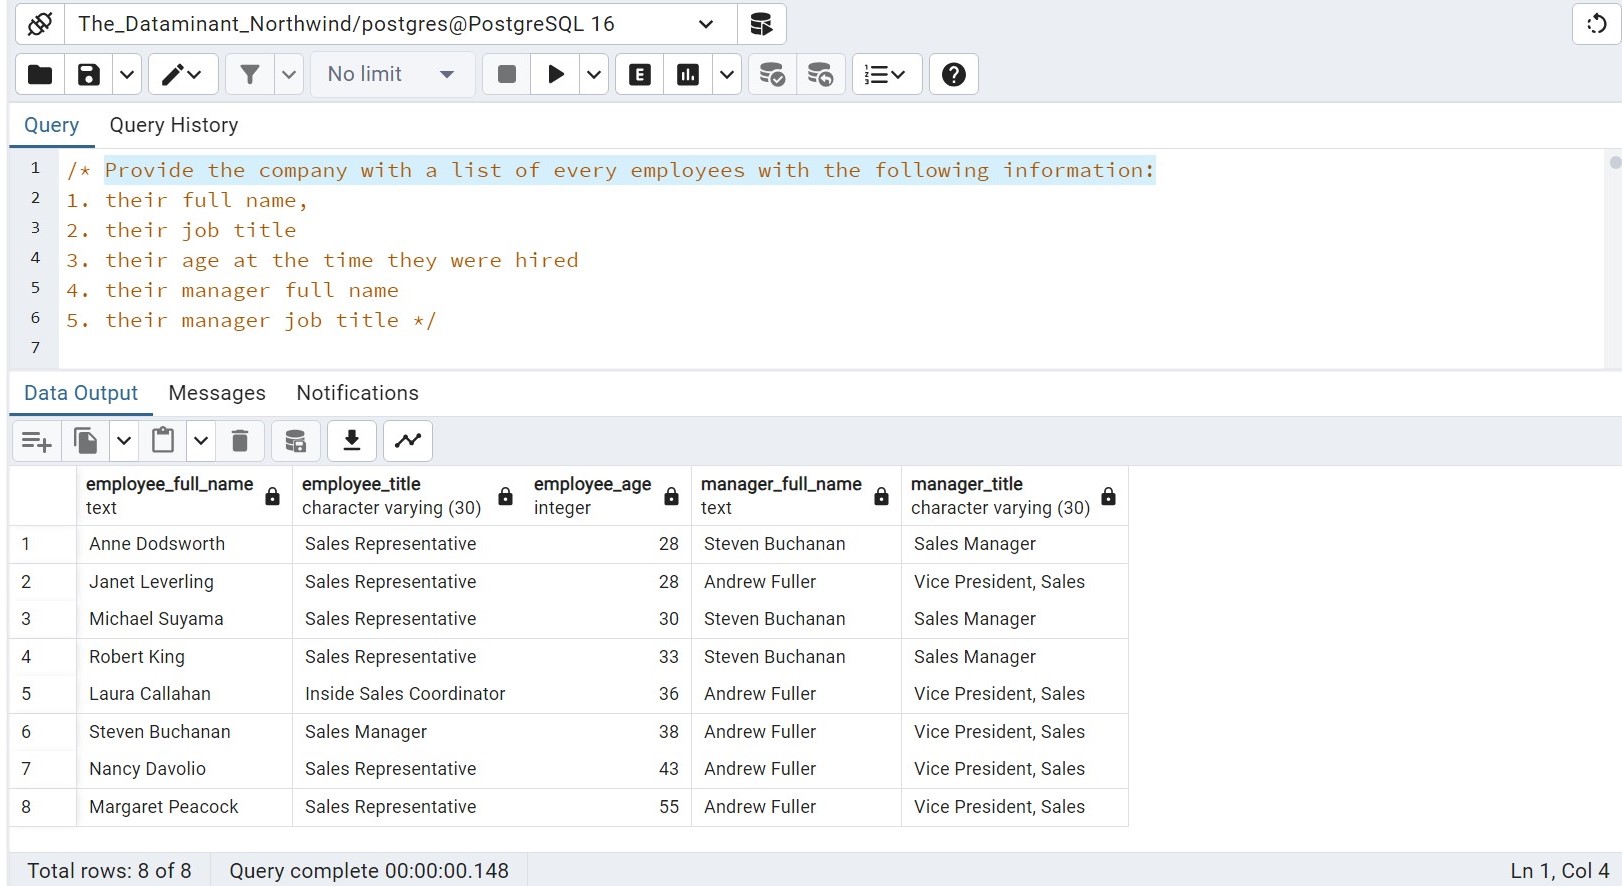 The_Dataminant_Northwind/postgres@PostgreSQL 16
No limit
E
Query Query History
1 /* Provide the company with a list of every employees with the following information:
2 1. their full name,
3 2. their job title
4 3. their age at the time they were hired
5 4. their manager full name
6 5. their manager job title */
7
Data Output Messages Notifications
employee_full_name employee_title employee_age manager_full_name manager_title
text character varying (30) integer text character varying (30)
1 Anne Dodsworth Sales Representative 28 Steven Buchanan Sales Manager
2 Janet Leverling Sales Representative 28 Andrew Fuller Vice President, Sales
3 Michael Suyama Sales Representative 30 Steven Buchanan Sales Manager
4 Robert King Sales Representative 33 Steven Buchanan Sales Manager
5 Laura Callahan Inside Sales Coordinator 36 Andrew Fuller Vice President, Sales
6 Steven Buchanan Sales Manager 38 Andrew Fuller Vice President, Sales
7 Nancy Davolio Sales Representative 43 Andrew Fuller Vice President, Sales
8 Margaret Peacock Sales Representative 55 Andrew Fuller Vice President, Sales
Total rows: 8 of 8 Query complete 00:00:00.148 Ln 1, Col 4